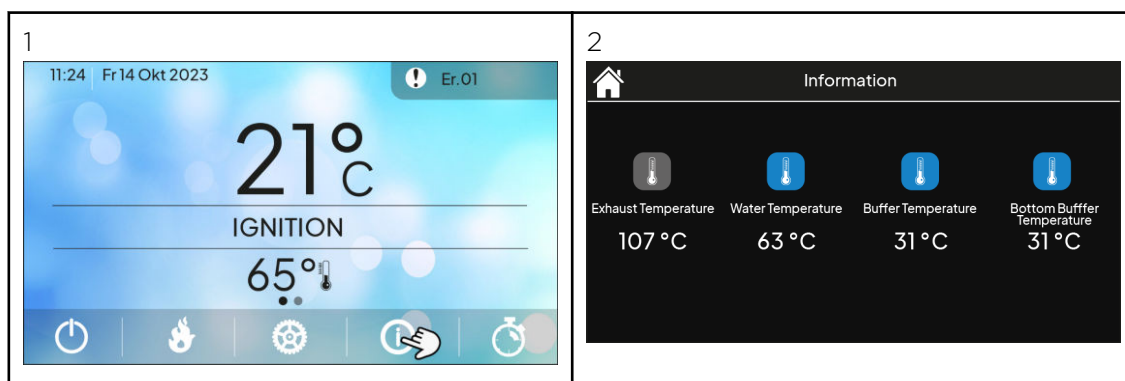 1
11:24 Fr 14 Okt 2023
Er.01
21°C
IGNITION
65°
2
Information
Exhaust Temperature
107 °C
Water Temperature
63 °C
Buffer Temperature
31 °C
Bottom Bufffer
Temperature
31 °C